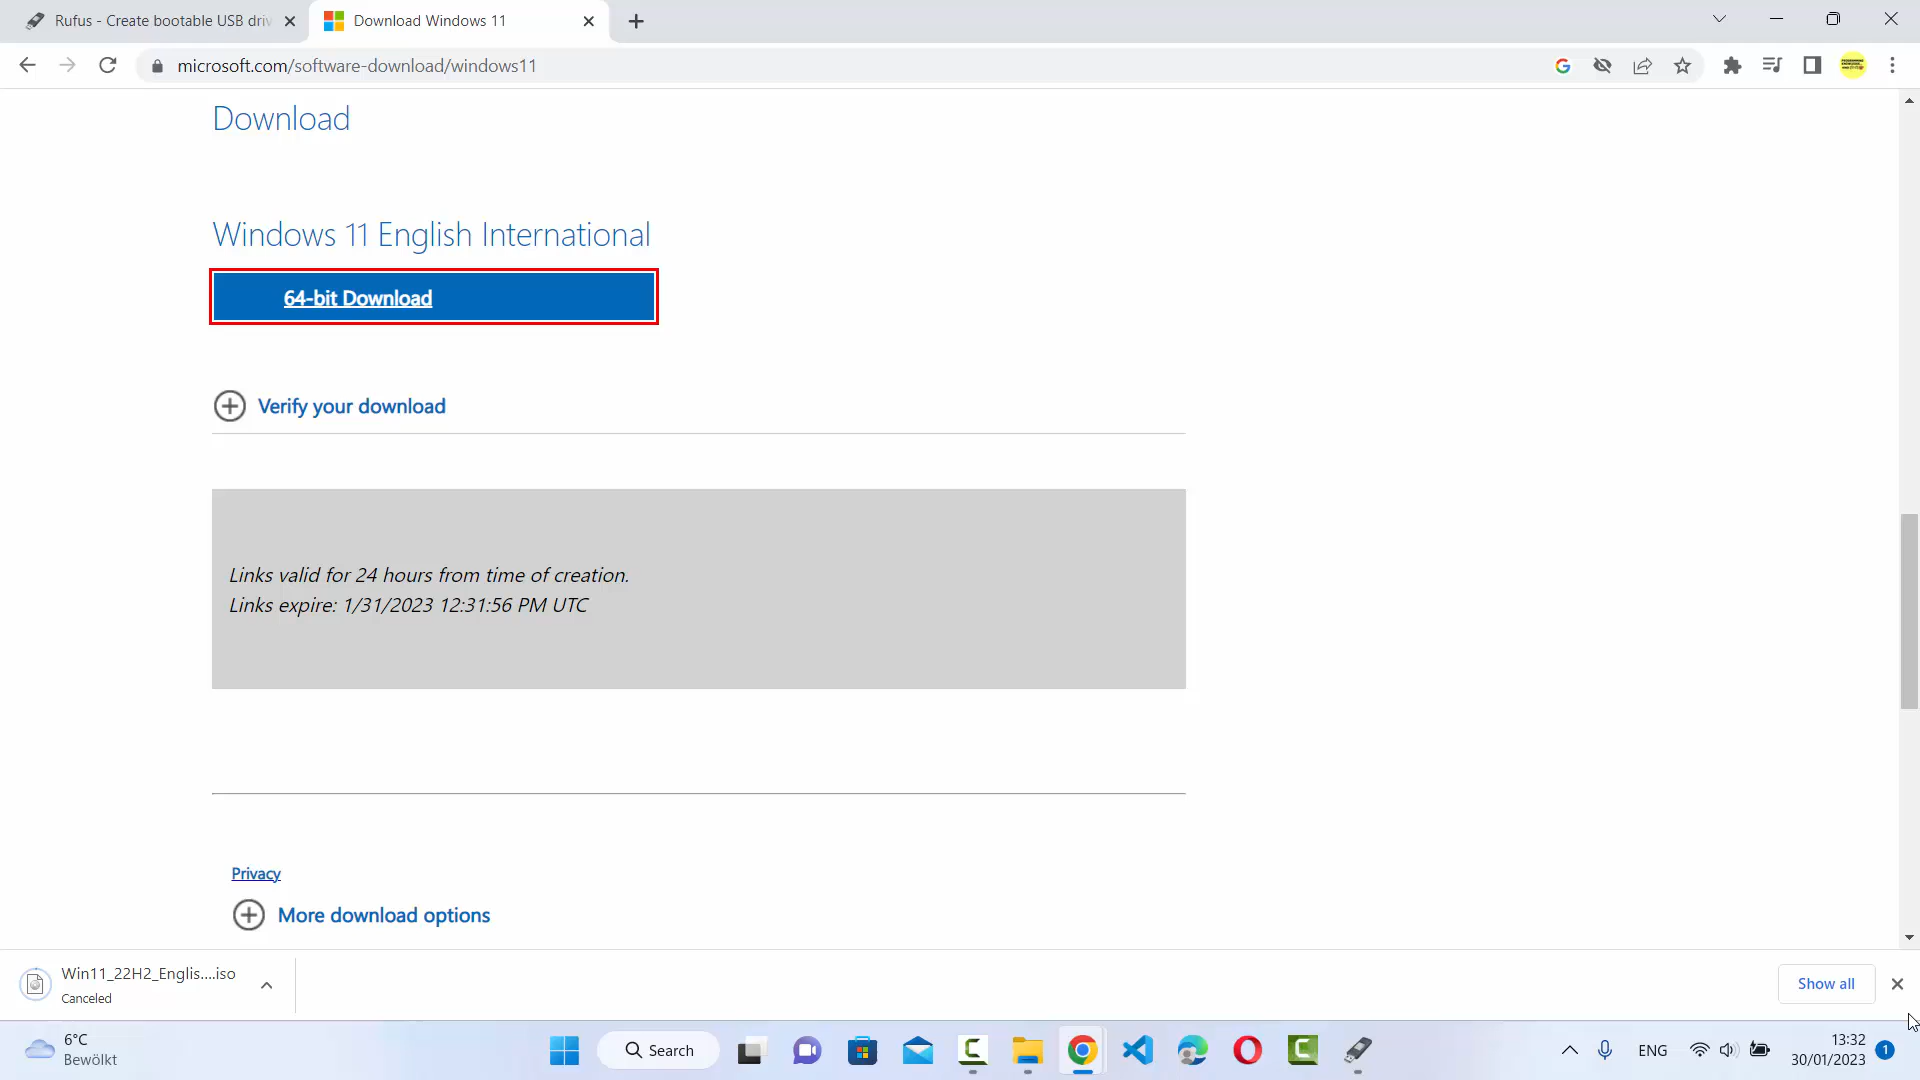 Rufus - Create bootable USB driv
Download Windows 11
microsoft.com/software-download/windows11
Download
Windows 11 English International
64-bit Download
Verify your download
Links valid for 24 hours from time of creation.
Links expire: 1/31/2023 12:31:56 PM UTC
Privacy
More download options
Win11_22H2_Englis....iso
Canceled
Show all
6°C
Bewölkt
Search
ENG
13:32
30/01/2023
1